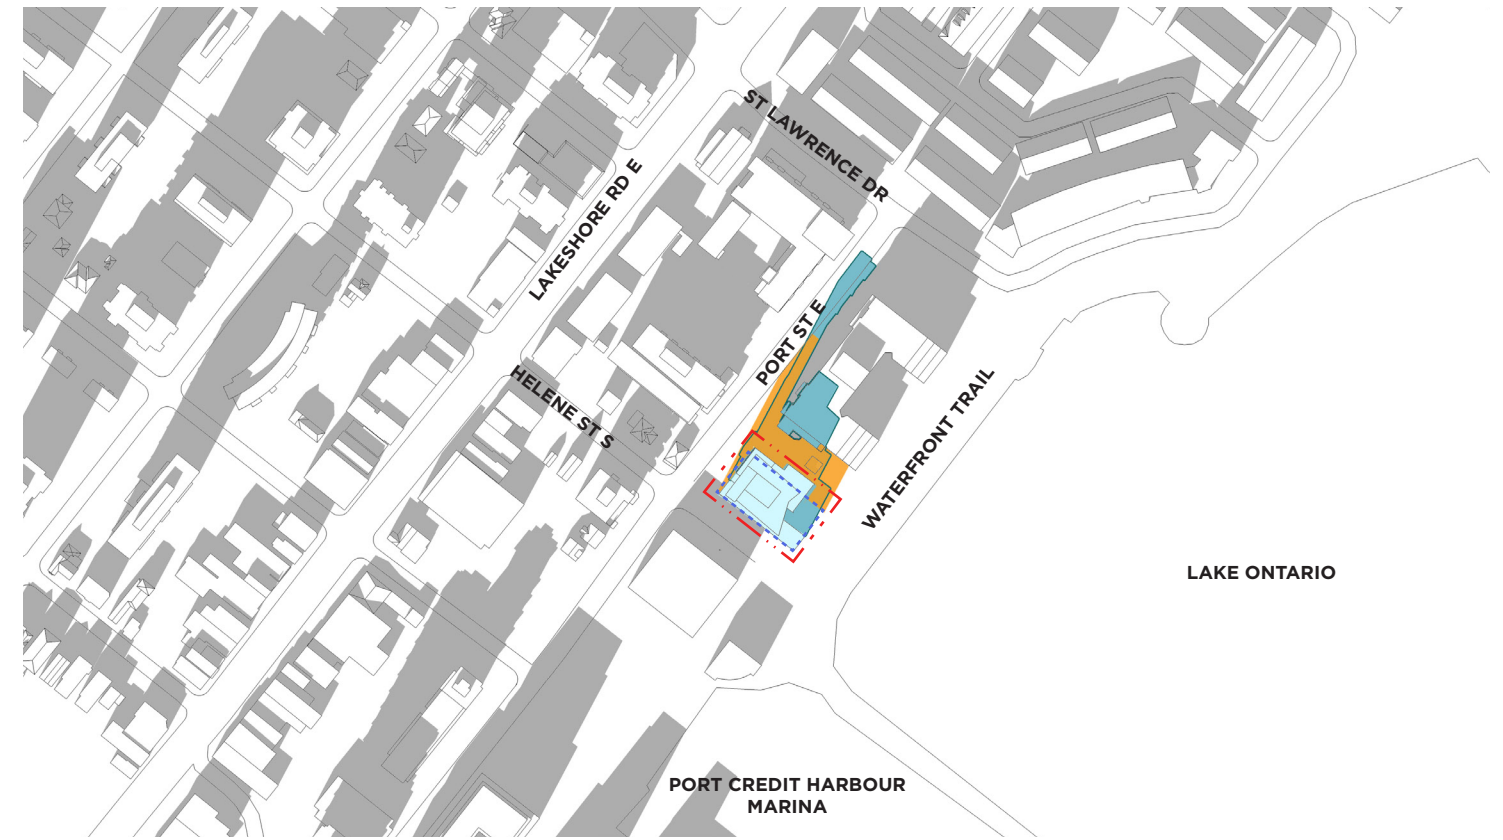 ST LAWRENCE DR
LAKESHORE RD E
PORT ST E
HELENE ST S
WATERFRONT TRAIL
LAKE ONTARIO
PORT CREDIT HARBOUR
MARINA